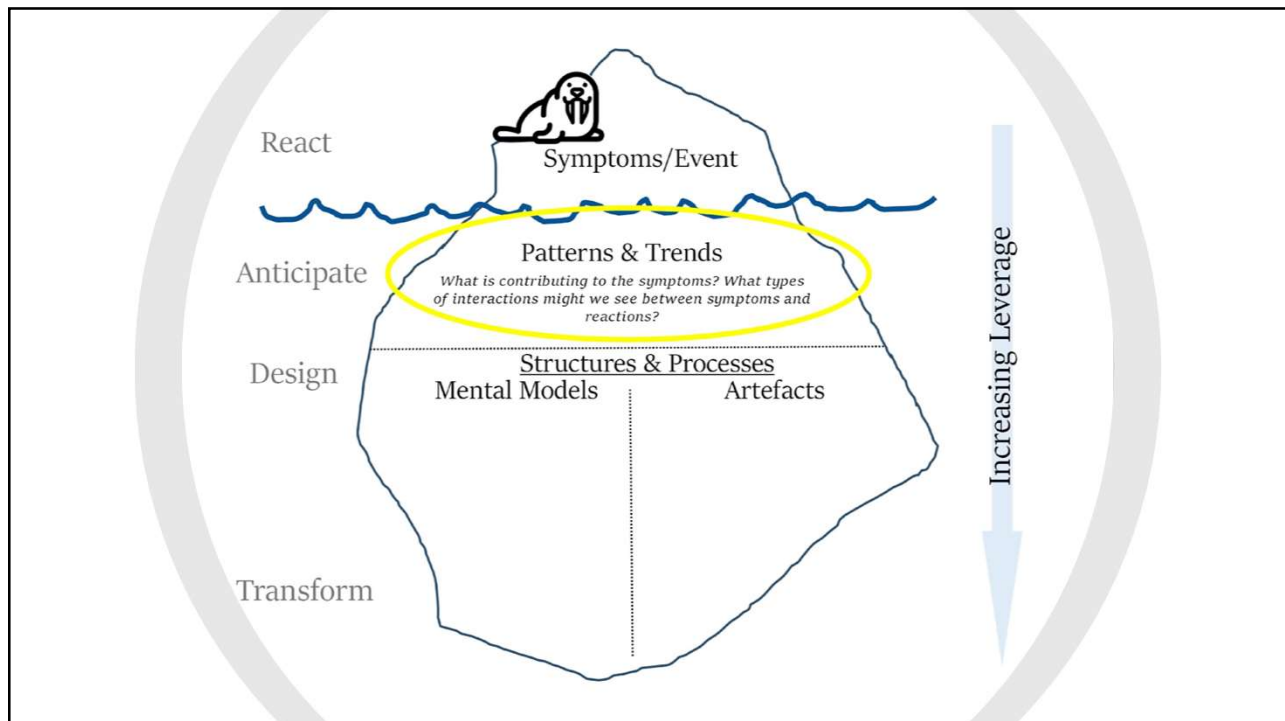 React
Symptoms/Event
Anticipate
Patterns & Trends
What is contributing to the symptoms? What types
of interactions might we see between symptoms and
reactions?
Design
Structures & Processes
Mental Models
Artefacts
Transform
Increasing Leverage